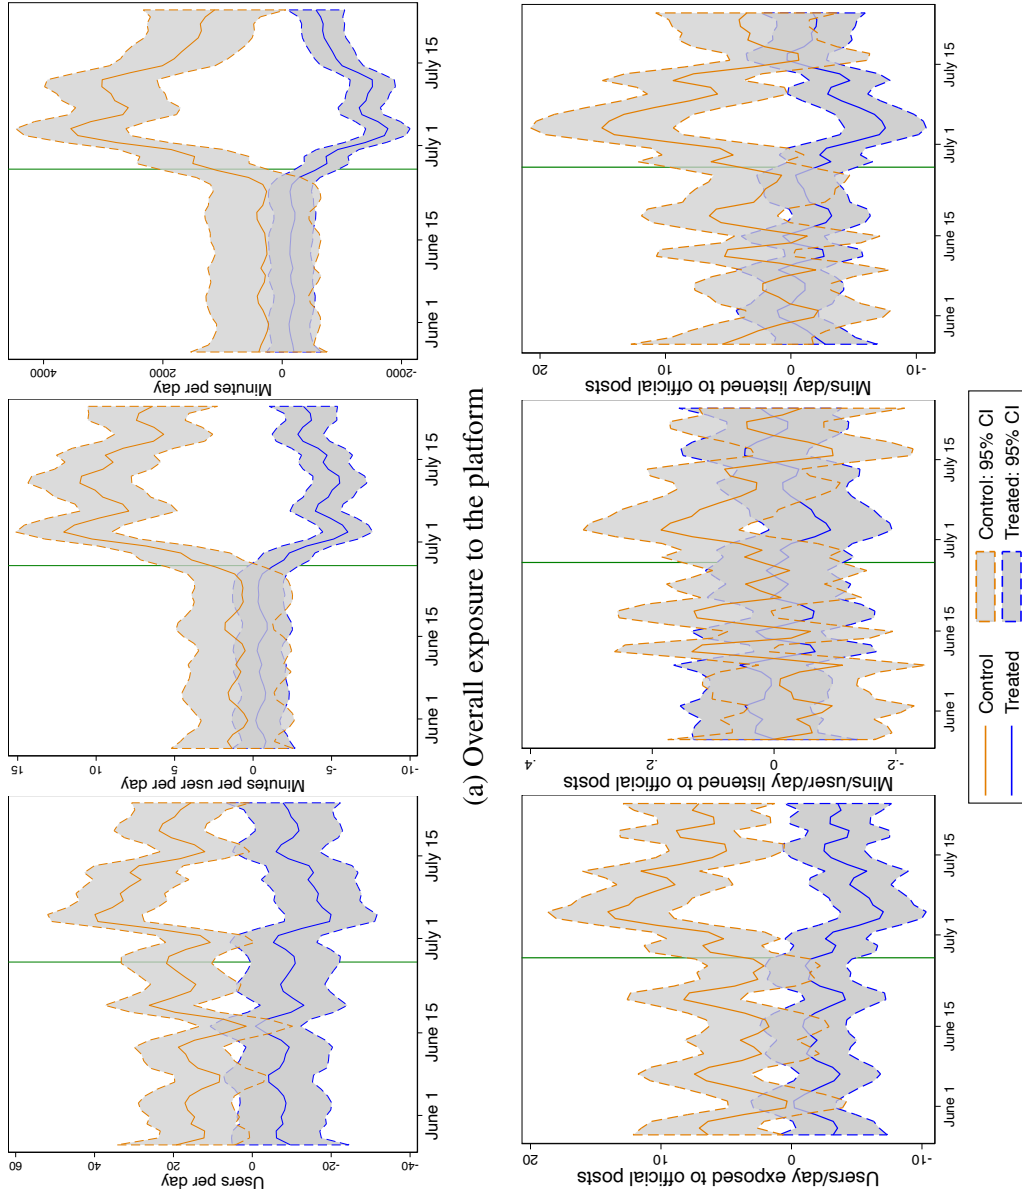 Users per day
60
40
20
0
-20
-40
June 1
June 15
July 1
July 15
Minutes per user per day
15
10
5
0
-5
-10
June 1
June 15
July 1
July 15
Minutes per day
4000
2000
0
-2000
June 1
June 15
July 1
July 15
(a) Overall exposure to the platform
Users/day exposed to official posts
20
10
0
-10
June 1
June 15
July 1
July 15
Mins/user/day listened to official posts
.4
.2
0
-.2
June 1
June 15
July 1
July 15
Mins/day listened to official posts
20
10
0
-10
June 1
June 15
July 1
July 15
Control
Control: 95% CI
Treated
Treated: 95% CI